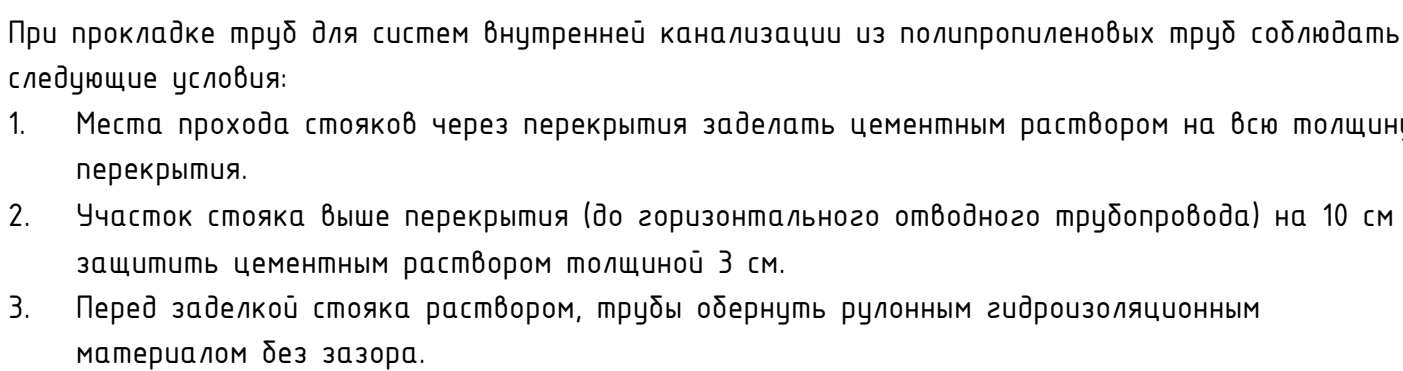 При прокладке труб для систем внутренней канализации из полипропиленовых труб соблюдать
следующие условия:
1. Места прохода стояков через перекрытия заделать цементным раствором на всю толщину
перекрытия.
2. Участок стояка выше перекрытия (до горизонтального отводного трубопровода) на 10 см
защитить цементным раствором толщиной 3 см.
3. Перед заделкой стояка раствором, трубы обернуть рулонным гидроизоляционным
материалом без зазора.